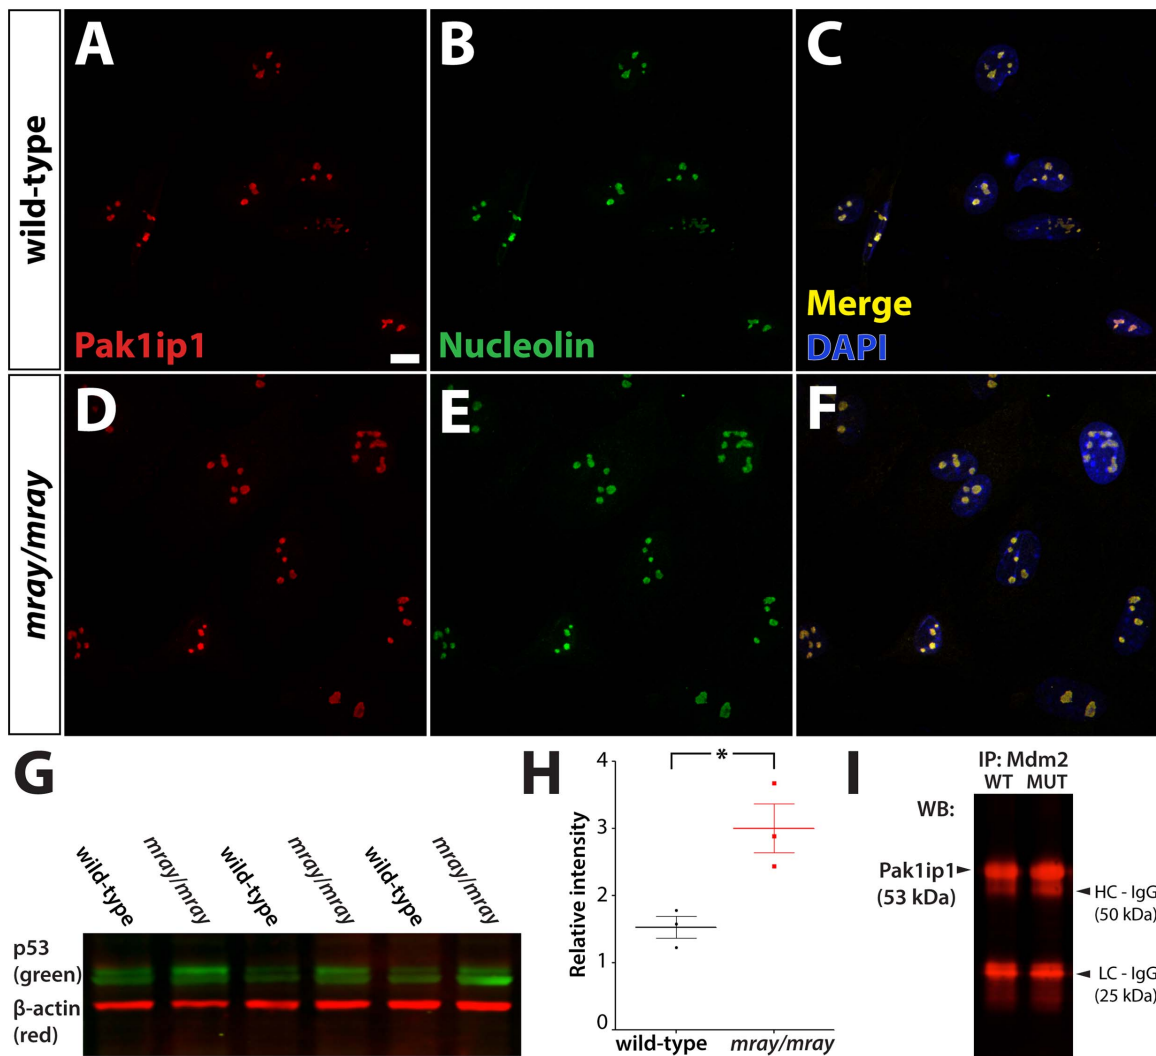 A
B
C
wild-type
Pak1ip1
Nucleolin
Merge
DAPI
D
E
F
mray/mray
G
wild-type
mray/mray
wild-type
mray/mray
wild-type
mray/mray
p53
(green)
β-actin
(red)
H
Relative intensity
*
4
3
2
1
0
wild-type
mray/mray
I
IP: Mdm2
WT MUT
WB:
Pak1ip1
(53 kDa)
HC - IgG
(50 kDa)
LC - IgG
(25 kDa)